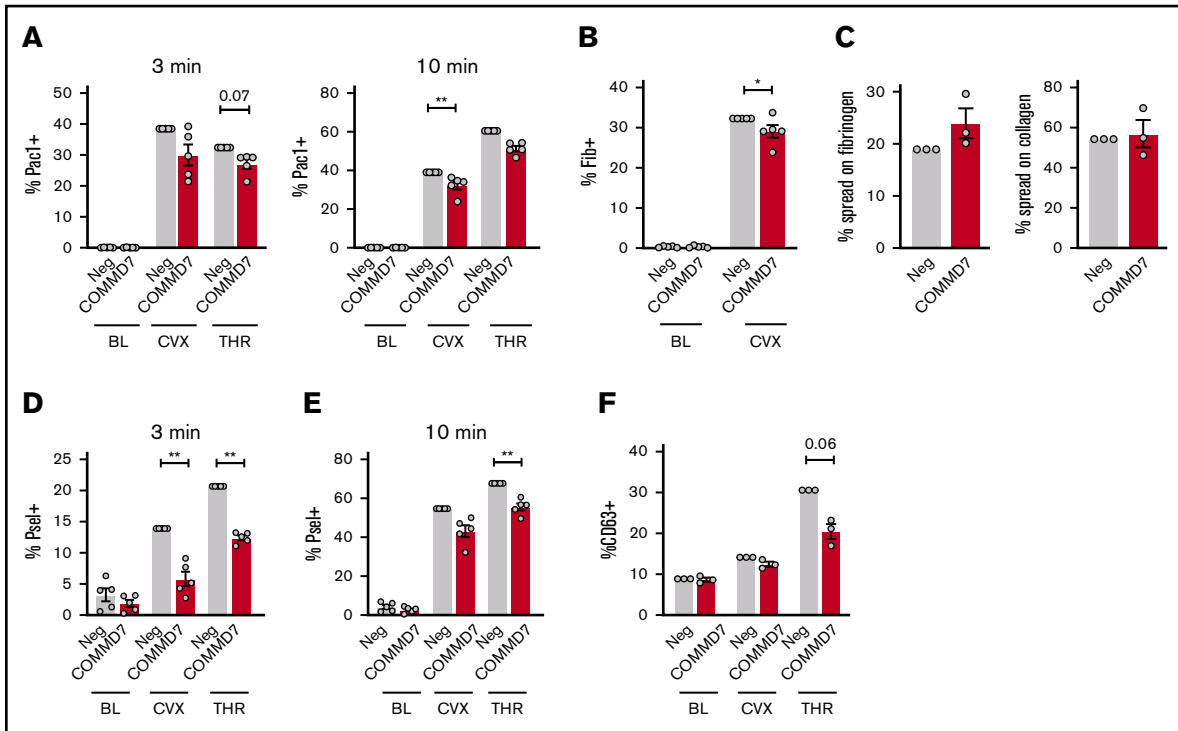 A
3 min
% Pac1+
50
40
30
20
10
0
0.07
Neg
COMMD7
Neg
COMMD7
Neg
COMMD7
BL
CVX
THR
10 min
% Pac1+
80
60
40
20
0
**
Neg
COMMD7
Neg
COMMD7
Neg
COMMD7
BL
CVX
THR
B
% Fib+
40
30
20
10
0
*
Neg
COMMD7
Neg
COMMD7
BL
CVX
C
% spread on fibrinogen
30
20
10
0
Neg
COMMD7
% spread on collagen
80
60
40
20
0
Neg
COMMD7
D
3 min
% Psel+
25
20
15
10
5
0
**
**
Neg
COMMD7
Neg
COMMD7
Neg
COMMD7
BL
CVX
THR
E
10 min
% Psel+
80
60
40
20
0
**
Neg
COMMD7
Neg
COMMD7
Neg
COMMD7
BL
CVX
THR
F
%CD63+
40
30
20
10
0
0.06
Neg
COMMD7
Neg
COMMD7
Neg
COMMD7
BL
CVX
THR